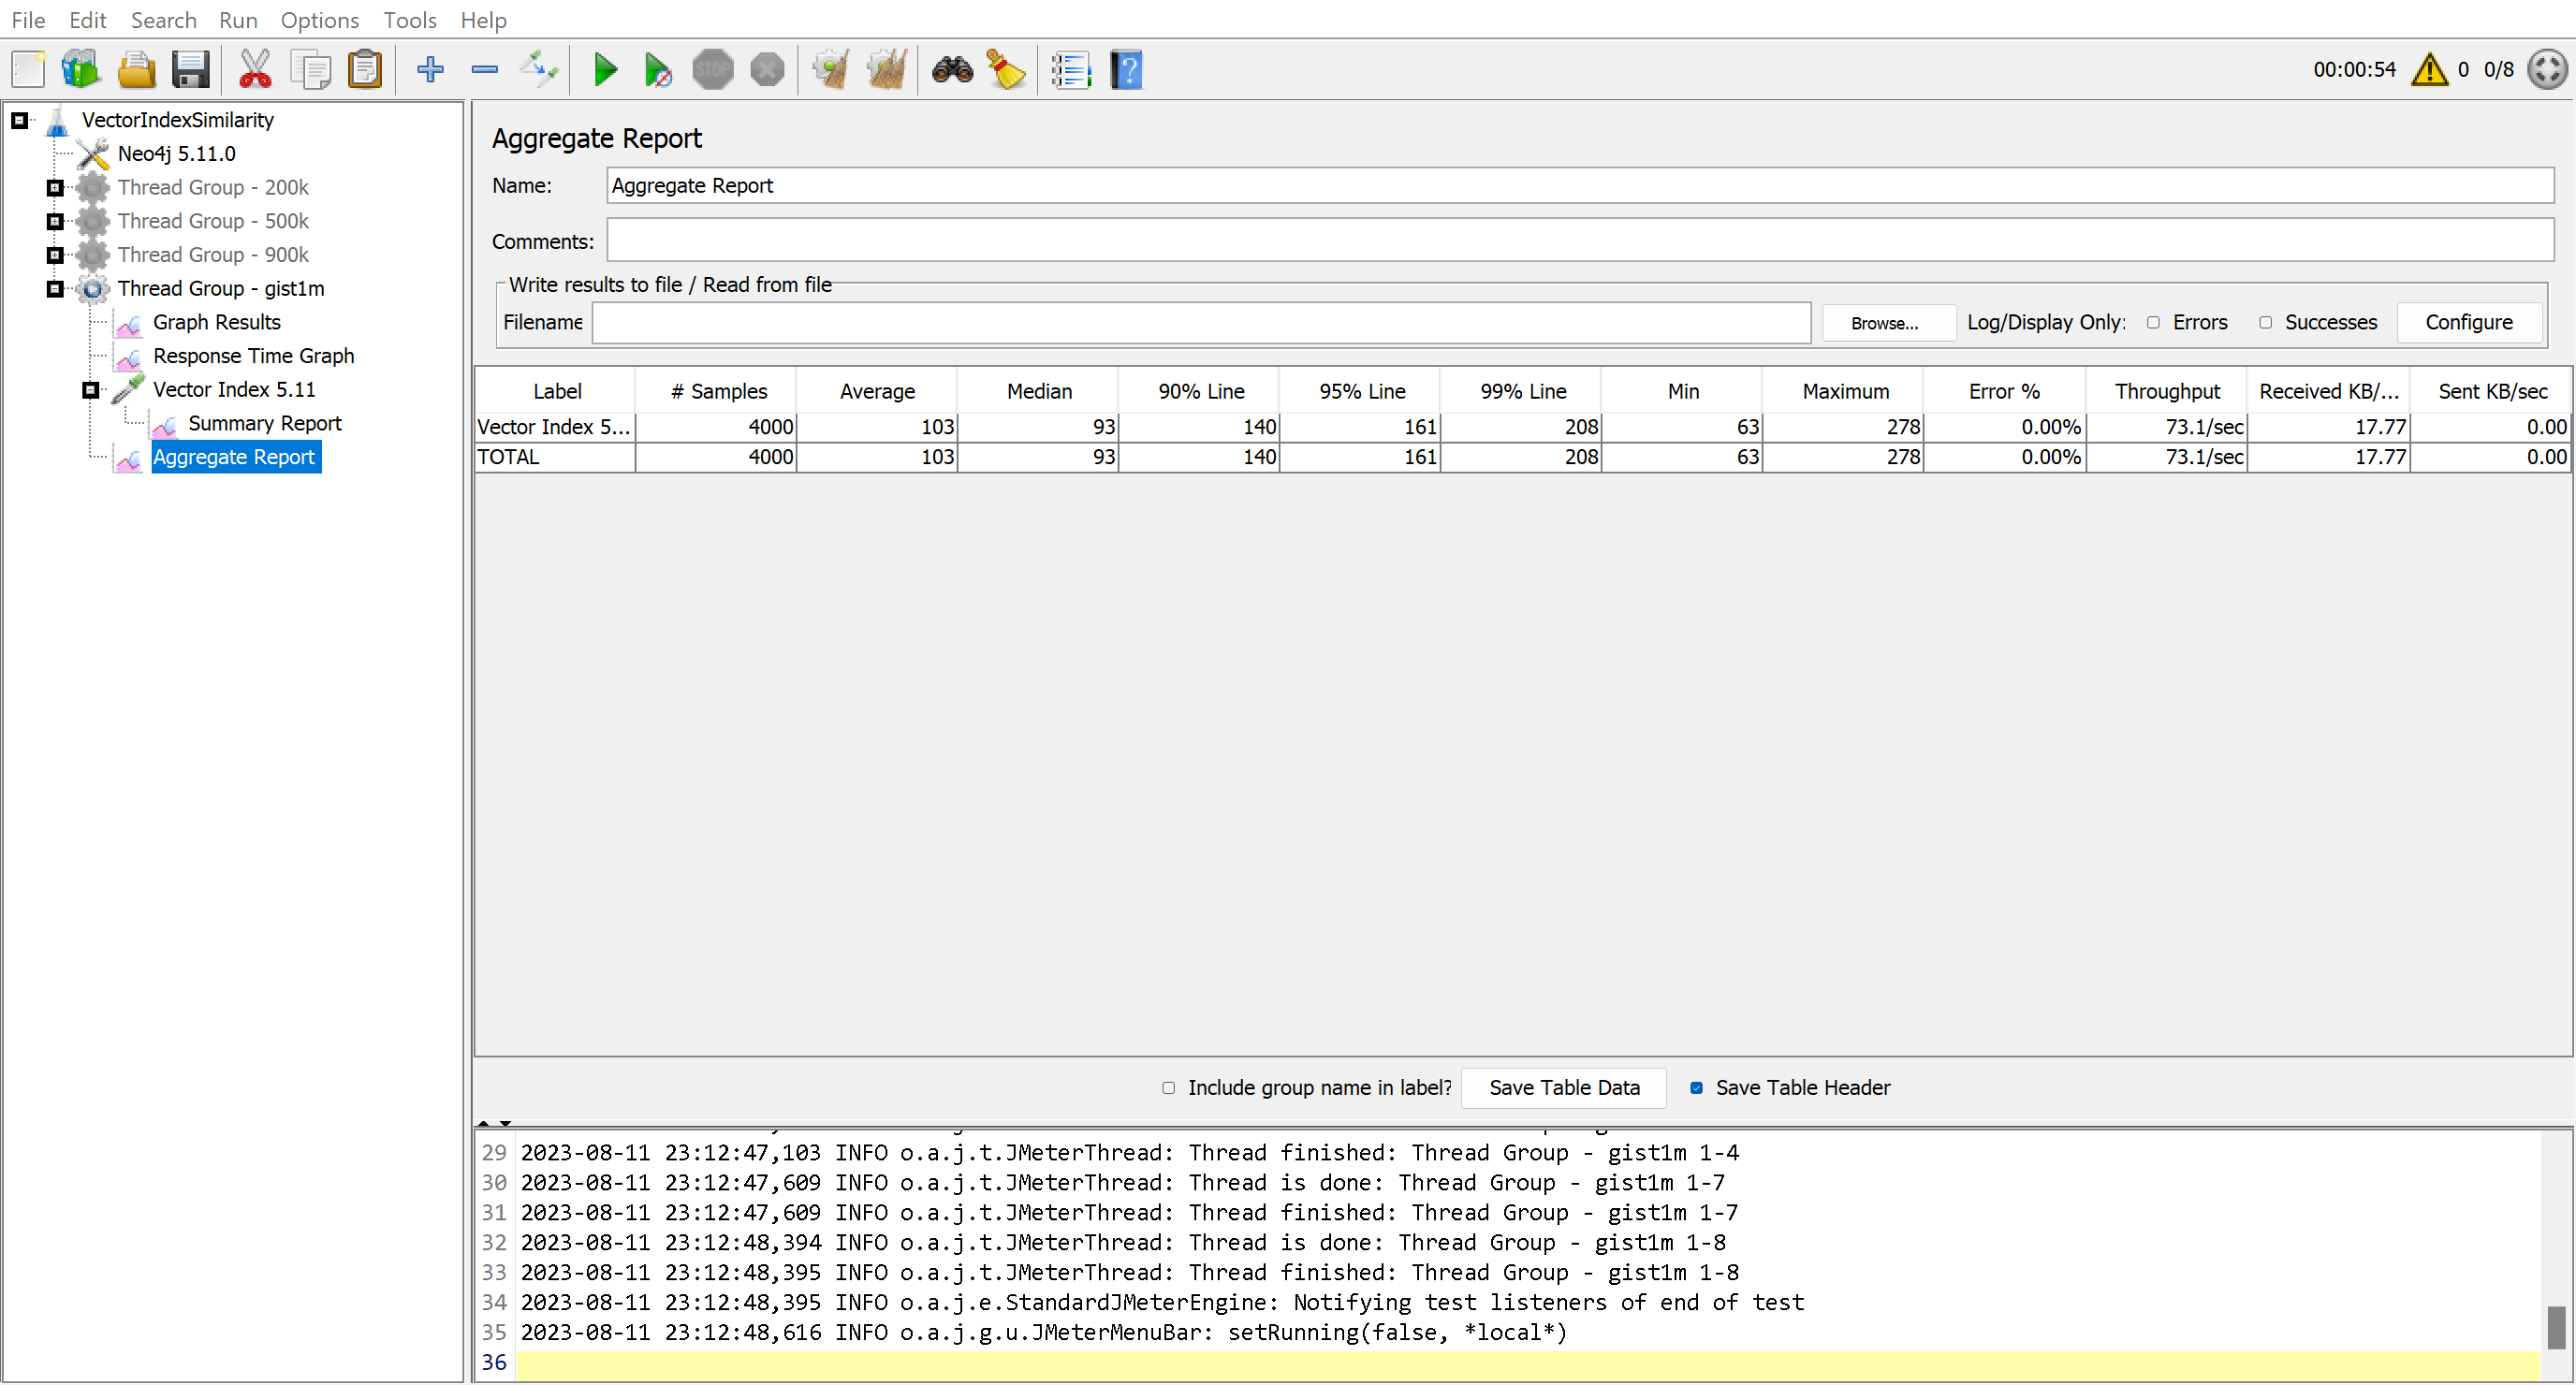 File Edit Search Run Options Tools Help
STOP ? 00:00:54 0 0/8
VectorIndexSimilarity
Neo4j 5.11.0
Thread Group - 200k
Thread Group - 500k
Thread Group - 900k
Thread Group - gist1m
Graph Results
Response Time Graph
Vector Index 5.11
Summary Report
Aggregate Report
Aggregate Report
Name: Aggregate Report
Comments:
Write results to file / Read from file
Filename Browse... Log/Display Only: Errors Successes Configure
Label # Samples Average Median 90% Line 95% Line 99% Line Min Maximum Error % Throughput Received KB/... Sent KB/sec
Vector Index 5... 4000 103 93 140 161 208 63 278 0.00% 73.1/sec 17.77 0.00
TOTAL 4000 103 93 140 161 208 63 278 0.00% 73.1/sec 17.77 0.00
Include group name in label? Save Table Data Save Table Header
29 2023-08-11 23:12:47,103 INFO o.a.j.t.JMeterThread: Thread finished: Thread Group - gist1m 1-4
30 2023-08-11 23:12:47,609 INFO o.a.j.t.JMeterThread: Thread is done: Thread Group - gist1m 1-7
31 2023-08-11 23:12:47,609 INFO o.a.j.t.JMeterThread: Thread finished: Thread Group - gist1m 1-7
32 2023-08-11 23:12:48,394 INFO o.a.j.t.JMeterThread: Thread is done: Thread Group - gist1m 1-8
33 2023-08-11 23:12:48,395 INFO o.a.j.t.JMeterThread: Thread finished: Thread Group - gist1m 1-8
34 2023-08-11 23:12:48,395 INFO o.a.j.e.StandardJMeterEngine: Notifying test listeners of end of test
35 2023-08-11 23:12:48,616 INFO o.a.j.g.u.JMeterMenuBar: setRunning(false, *local*)
36